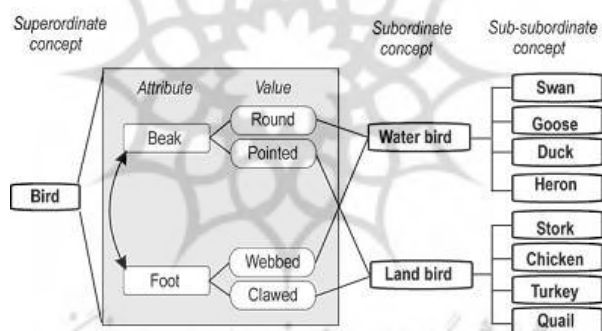 Superordinate
concept
Subordinate
concept
Sub-subordinate
concept
Attribute
Value
Bird
Beak
Round
Pointed
Foot
Webbed
Clawed
Water bird
Land bird
Swan
Goose
Duck
Heron
Stork
Chicken
Turkey
Quail